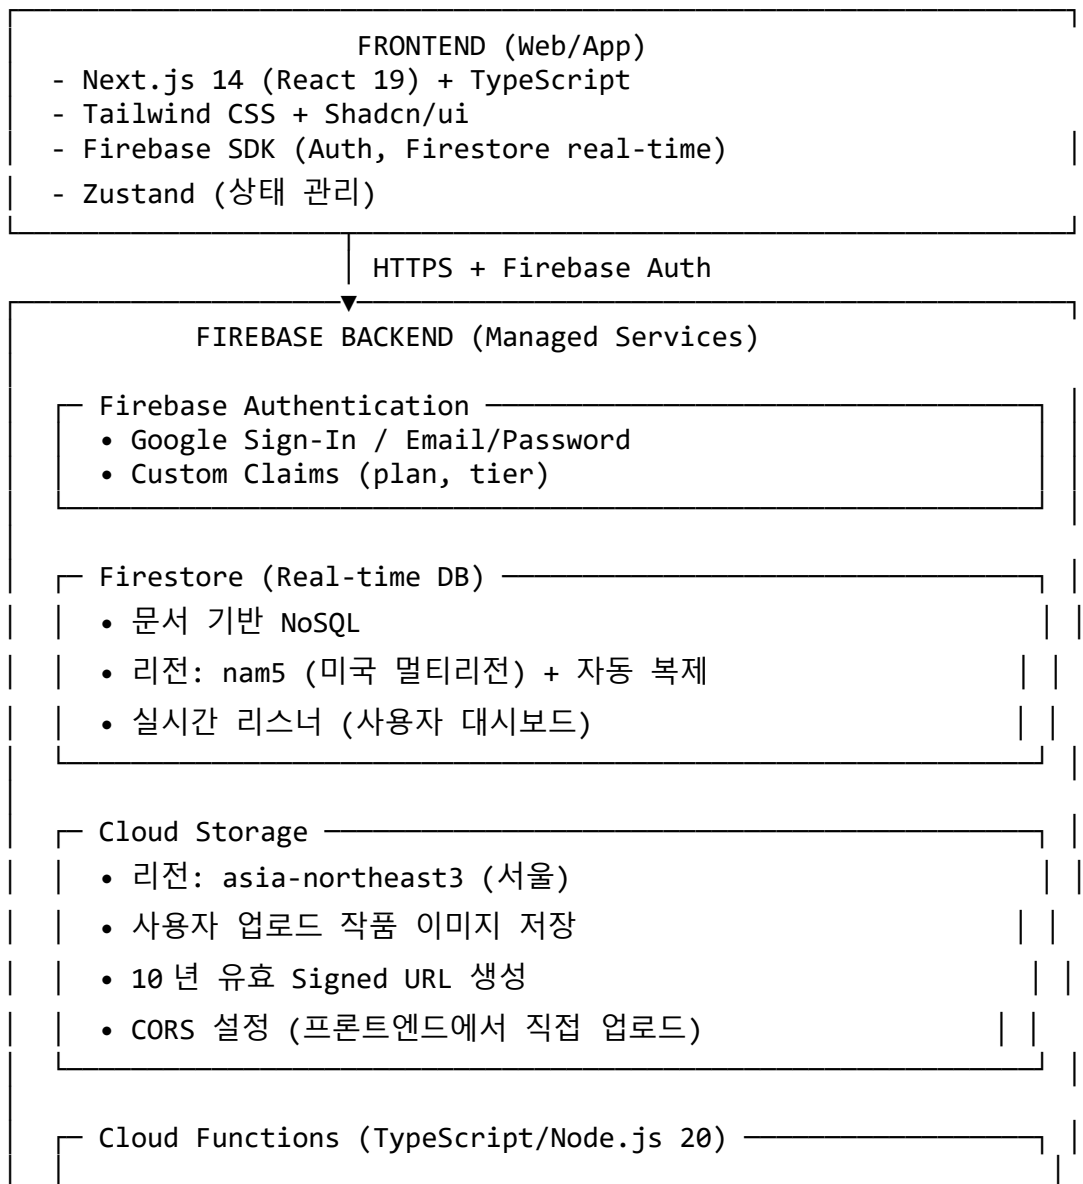 FRONTEND (Web/App)
- Next.js 14 (React 19) + TypeScript
- Tailwind CSS + Shadcn/ui
- Firebase SDK (Auth, Firestore real-time)
- Zustand (상태 관리)
HTTPS + Firebase Auth
FIREBASE BACKEND (Managed Services)
Firebase Authentication
• Google Sign-In / Email/Password
• Custom Claims (plan, tier)
Firestore (Real-time DB)
• 문서 기반 NoSQL
• 리전: nam5 (미국 멀티리전) + 자동 복제
• 실시간 리스너 (사용자 대시보드)
Cloud Storage
• 리전: asia-northeast3 (서울)
• 사용자 업로드 작품 이미지 저장
• 10년 유효 Signed URL 생성
• CORS 설정 (프론트엔드에서 직접 업로드)
Cloud Functions (TypeScript/Node.js 20)